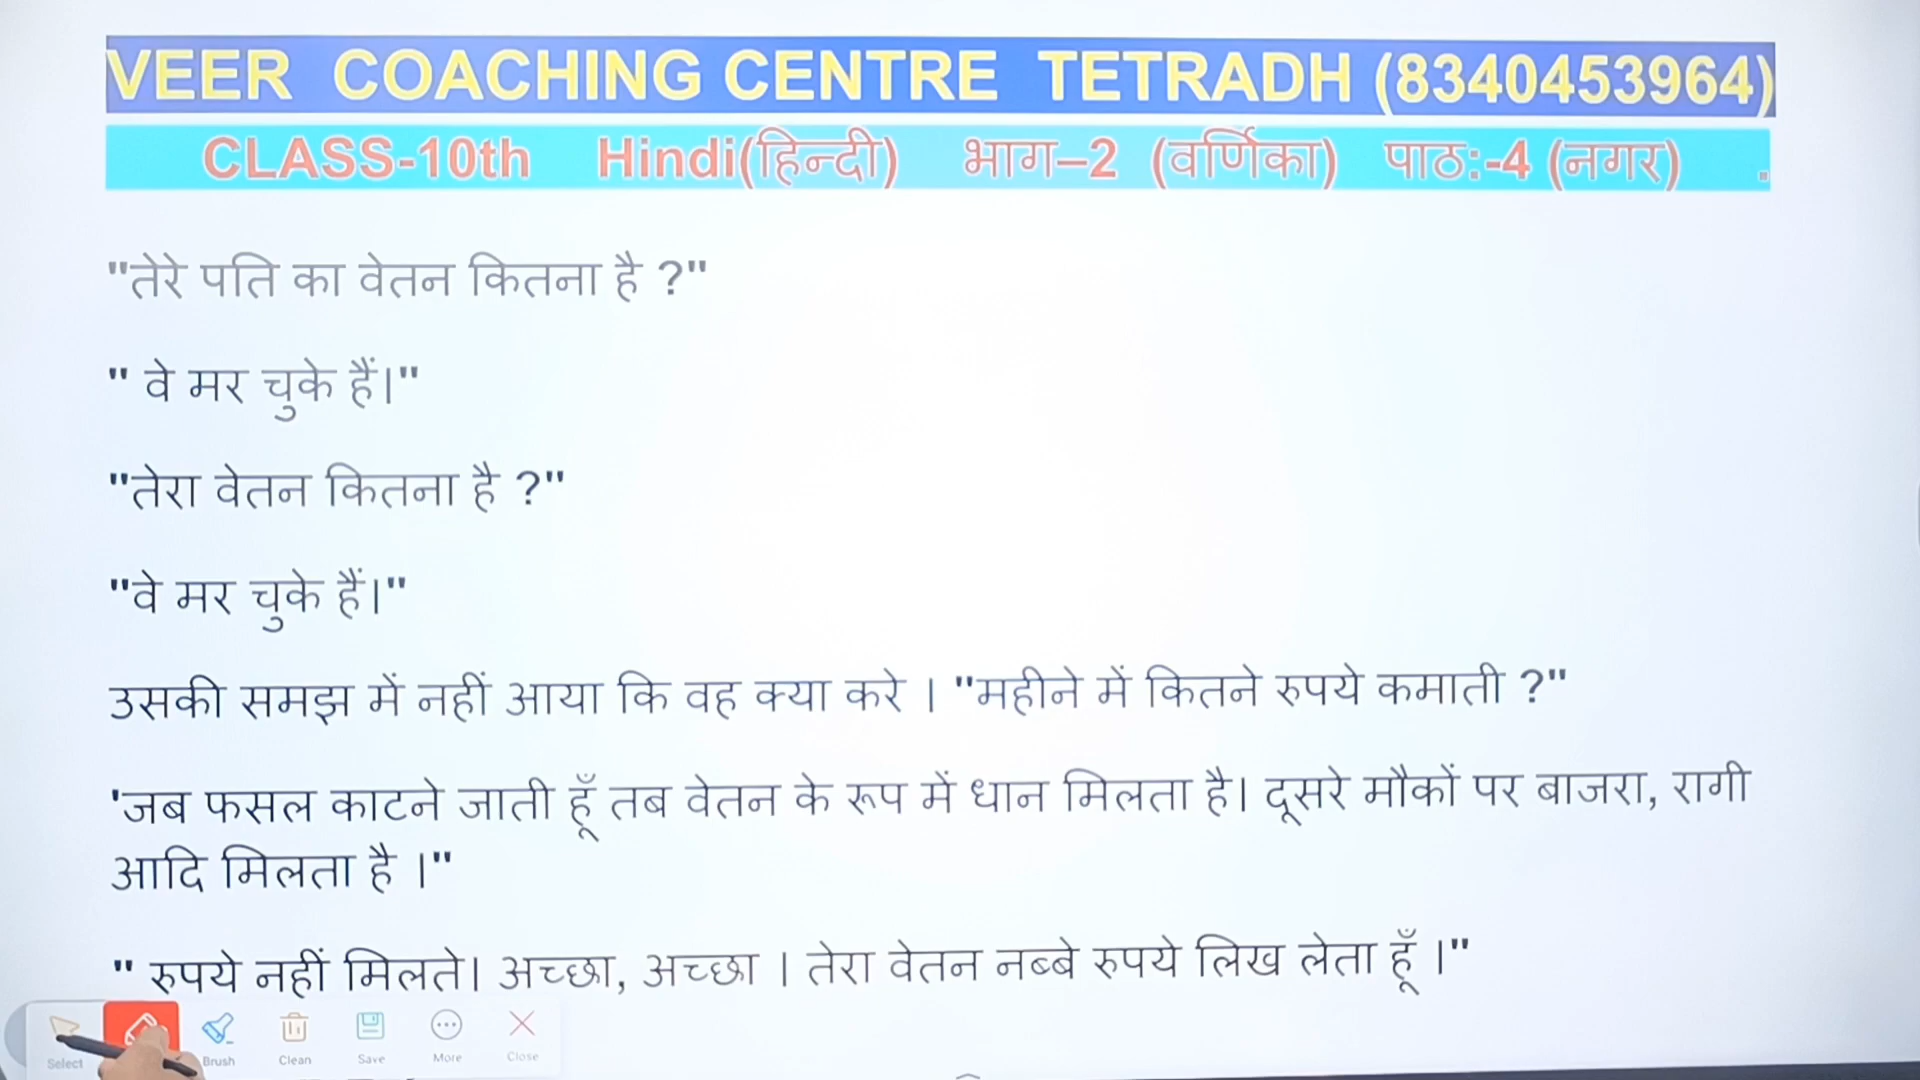 VEER COACHING CENTRE TETRADH (8340453964)
CLASS-10th Hindi(हिन्दी) भाग–2 (वर्णिका) पाठ:-4 (नगर) .
"तेरे पति का वेतन कितना है ?"
" वे मर चुके हैं।"
"तेरा वेतन कितना है ?"
"वे मर चुके हैं।"
उसकी समझ में नहीं आया कि वह क्या करे । "महीने में कितने रुपये कमाती ?"
'जब फसल काटने जाती हूँ तब वेतन के रूप में धान मिलता है। दूसरे मौकों पर बाजरा, रागी
आदि मिलता है ।"
" रुपये नहीं मिलते। अच्छा, अच्छा । तेरा वेतन नब्बे रुपये लिख लेता हूँ ।"
Select Brush Clean Save More Close